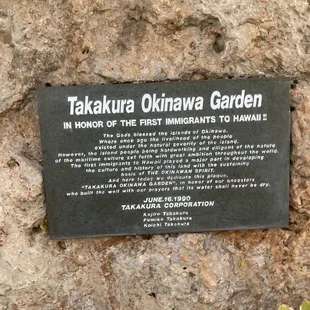 Takakura Okinawa Garden
IN HONOR OF THE FIRST IMMIGRANTS TO HAWAII !!
The Gods blessed the islands of Okinawa.
Where once ago the livelihood of the people
existed under the natural severity of the island.
However, the island people being hardworking and diligent of the nature
of the maritime culture set forth with great ambition throughout the world.
The first immigrants to Hawaii played a major part in developing
the culture and history of this land with the sustaining
basis of THE OKINAWAN SPIRIT.
And here today we dedicate this plaque,
"TAKAKURA OKINAWA GARDEN", in honor of our ancestors
who built the well with our prayers that its water shall never be dry.
JUNE.16.1990
TAKAKURA CORPORATION
Kojiro Takakura
Fumiko Takakura
Koichi Takakura